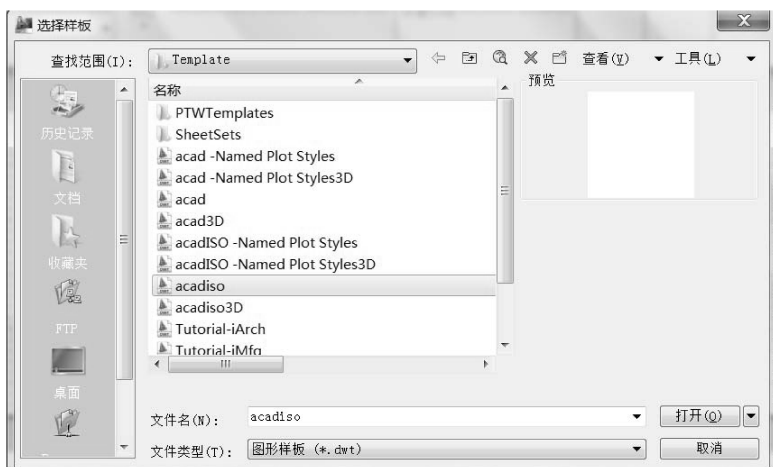 选择样板
查找范围(I): Template 查看(V) 工具(L)
名称
预览
PTWTemplates
SheetSets
acad -Named Plot Styles
acad -Named Plot Styles3D
acad
acad3D
acadISO -Named Plot Styles
acadISO -Named Plot Styles3D
acadiso
acadiso3D
Tutorial-iArch
Tutorial-iMfg
历史记录
文档
收藏夹
FTP
桌面
文件名(N): acadiso 打开(O)
文件类型(T): 图形样板 (*.dwt) 取消